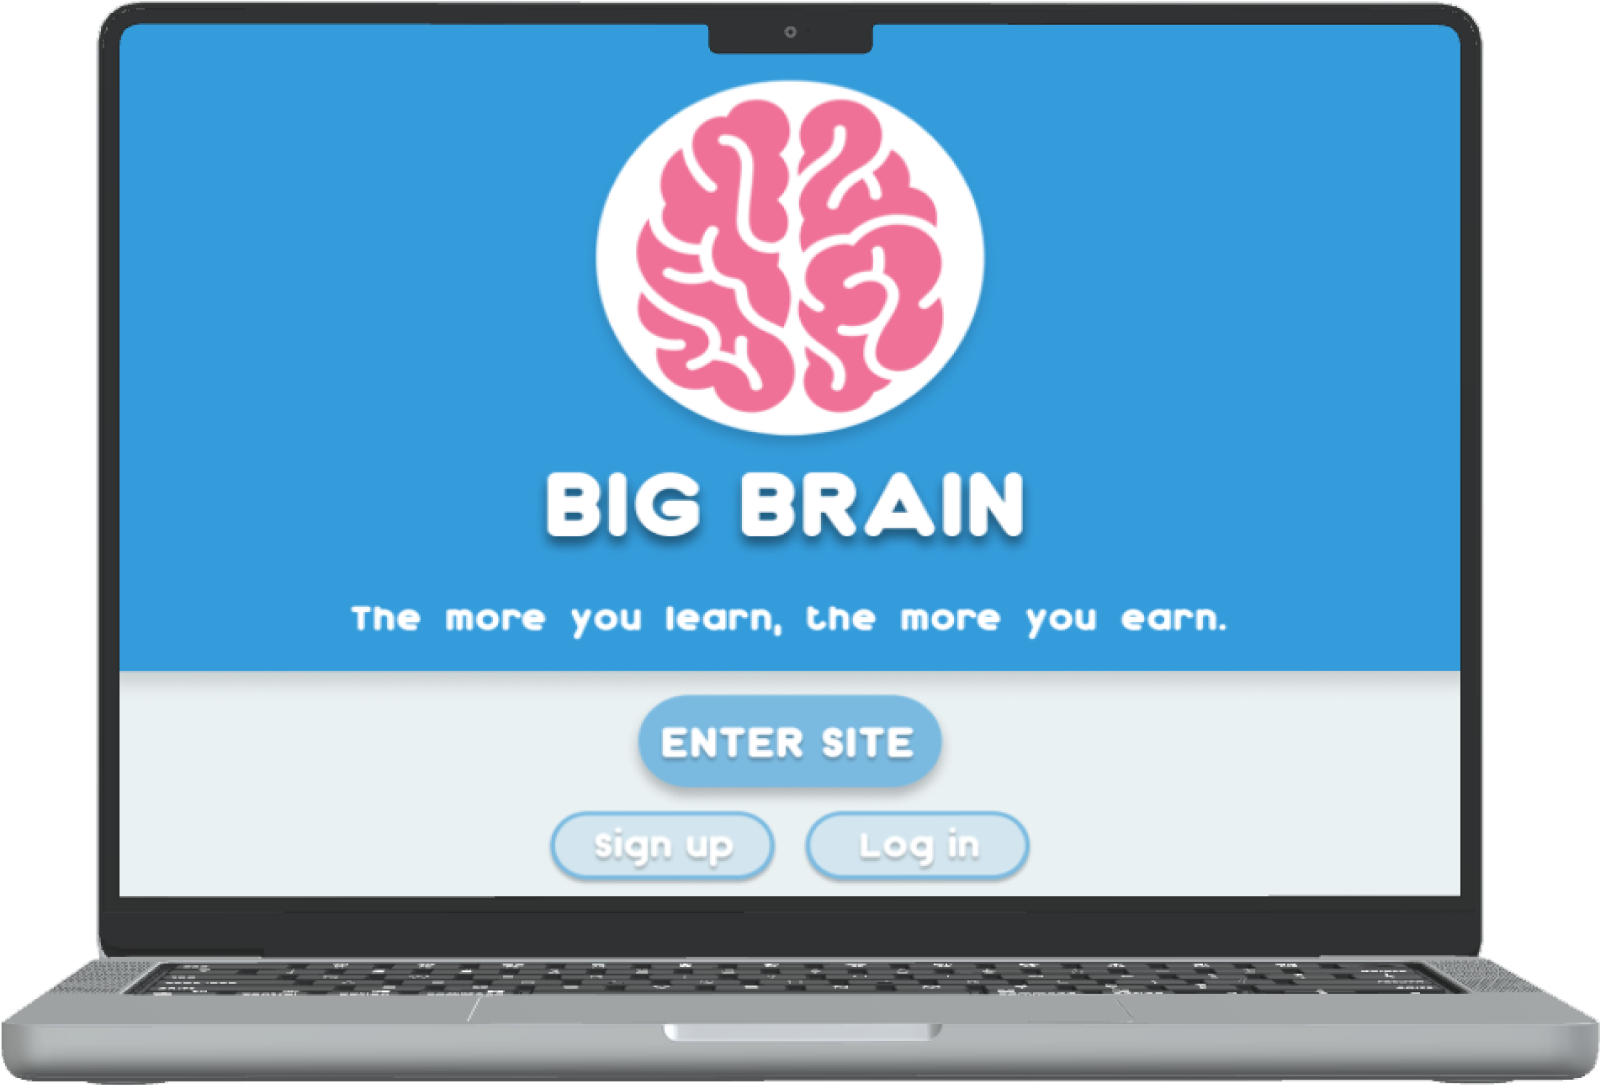 BIG BRAIN
The more you learn, the more you earn.
ENTER SITE
Sign up
Log in